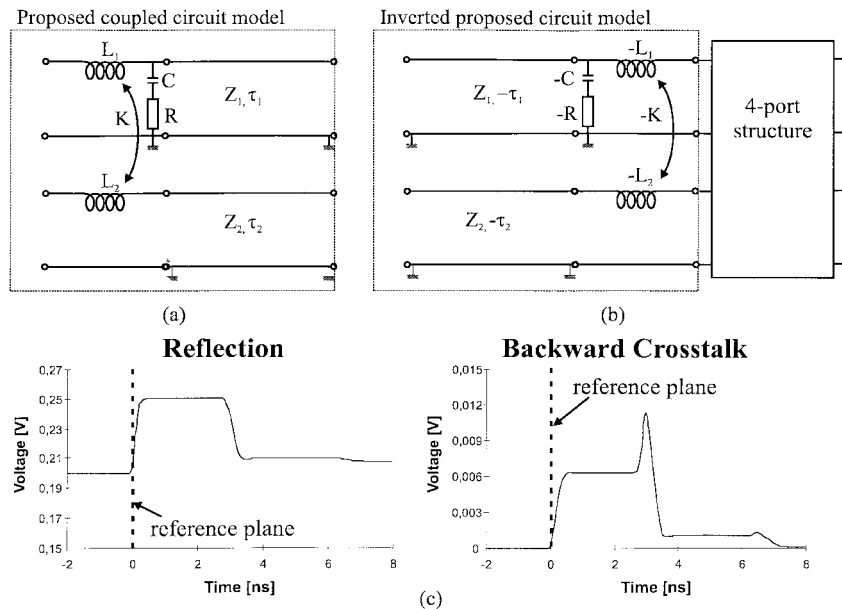 Proposed coupled circuit model
L1
C
K
R
Z1, τ1
L2
Z2, τ2
(a)
Inverted proposed circuit model
-L1
-C
Z1, -τ1
-R
-K
-L2
Z2, -τ2
4-port
structure
(b)
Reflection
Voltage [V]
0,27
0,25
0,23
0,21
0,19
0,17
0,15
reference plane
-2 0 2 4 6 8
Time [ns]
Backward Crosstalk
Voltage [V]
0,015
0,012
0,009
0,006
0,003
0
reference plane
-2 0 2 4 6 8
Time [ns]
(c)